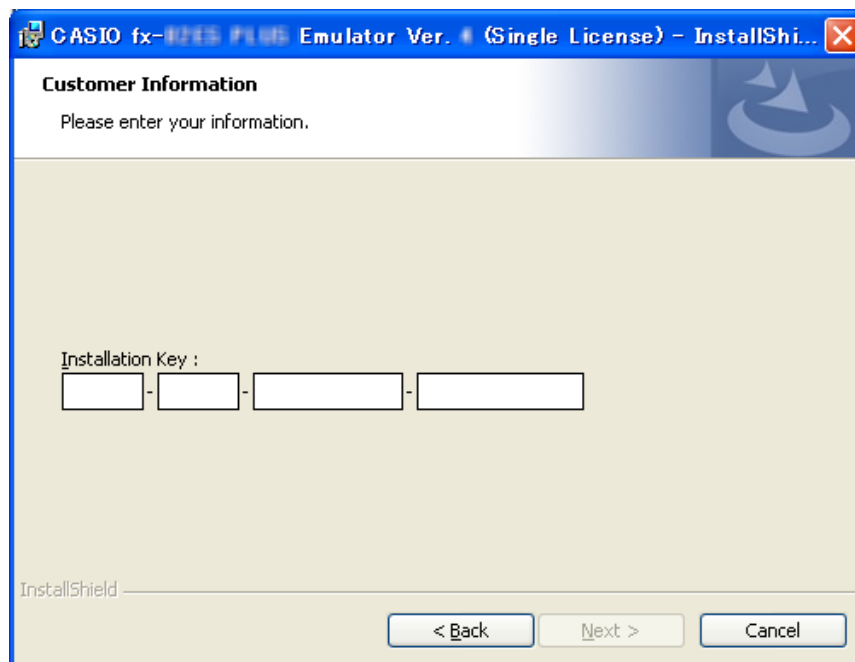 CASIO fx- Emulator Ver. (Single License) - InstallShi...
Customer Information
Please enter your information.
Installation Key :
- - -
InstallShield
< Back Next > Cancel